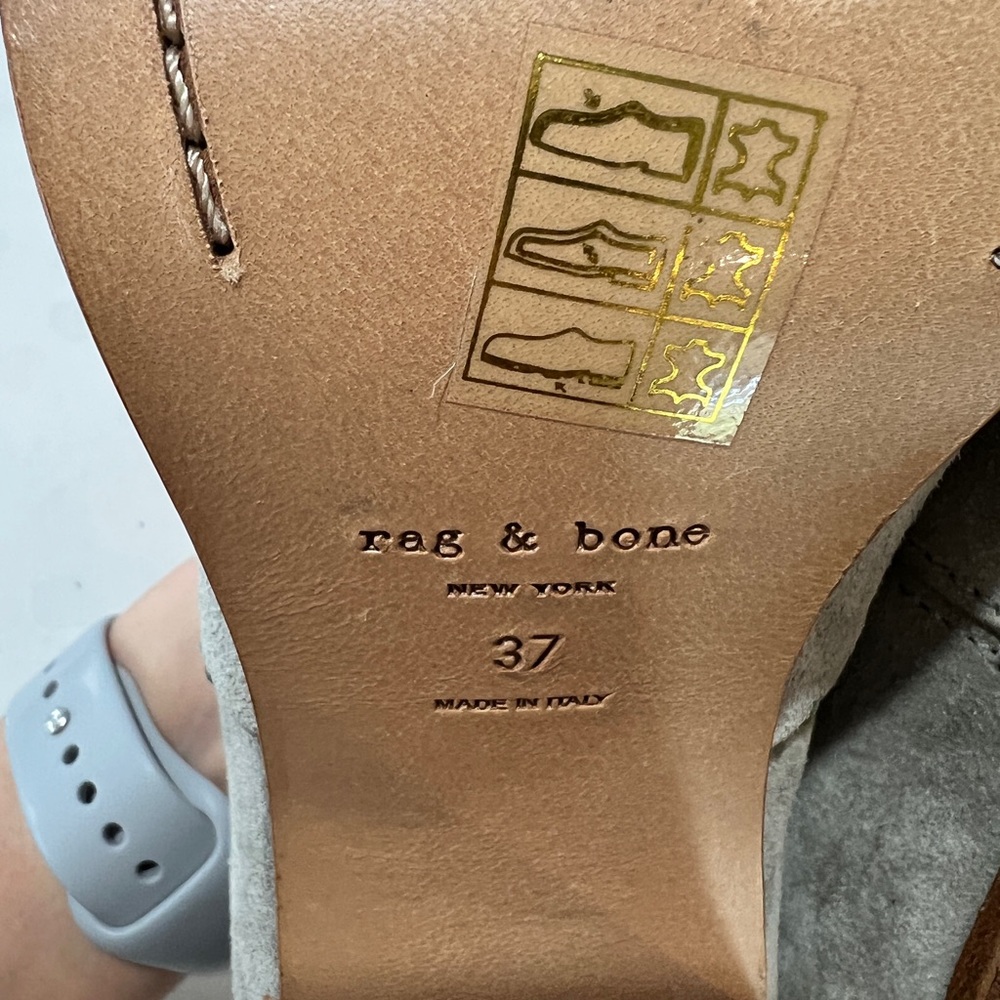 rag & bone
NEW YORK
37
MADE IN ITALY